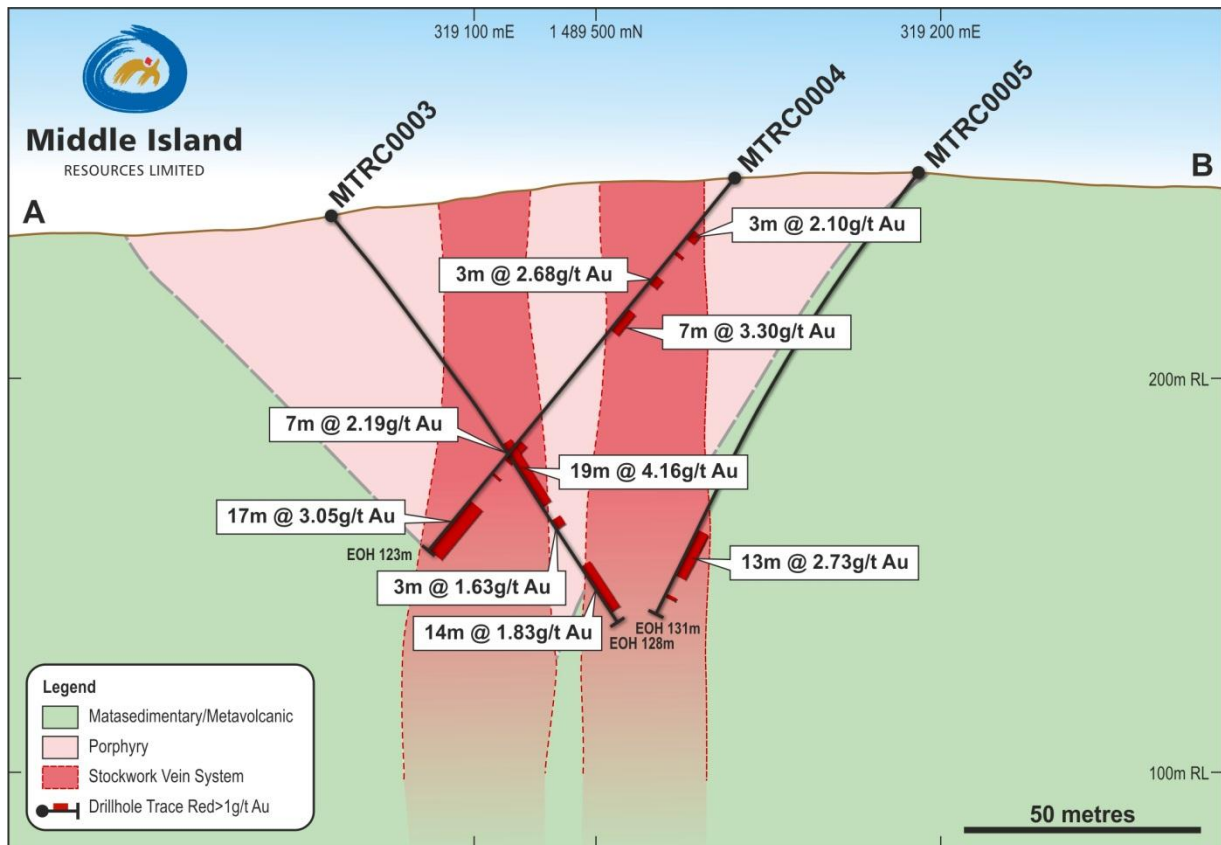 319 100 mE
1 489 500 mN
319 200 mE
Middle Island
RESOURCES LIMITED
MTRC0003
MTRC0004
MTRC0005
A
B
3m @ 2.10g/t Au
3m @ 2.68g/t Au
7m @ 3.30g/t Au
200m RL
7m @ 2.19g/t Au
19m @ 4.16g/t Au
17m @ 3.05g/t Au
EOH 123m
13m @ 2.73g/t Au
3m @ 1.63g/t Au
14m @ 1.83g/t Au
EOH 131m
EOH 128m
Legend
Matasedimentary/Metavolcanic
Porphyry
Stockwork Vein System
Drillhole Trace Red>1g/t Au
100m RL
50 metres